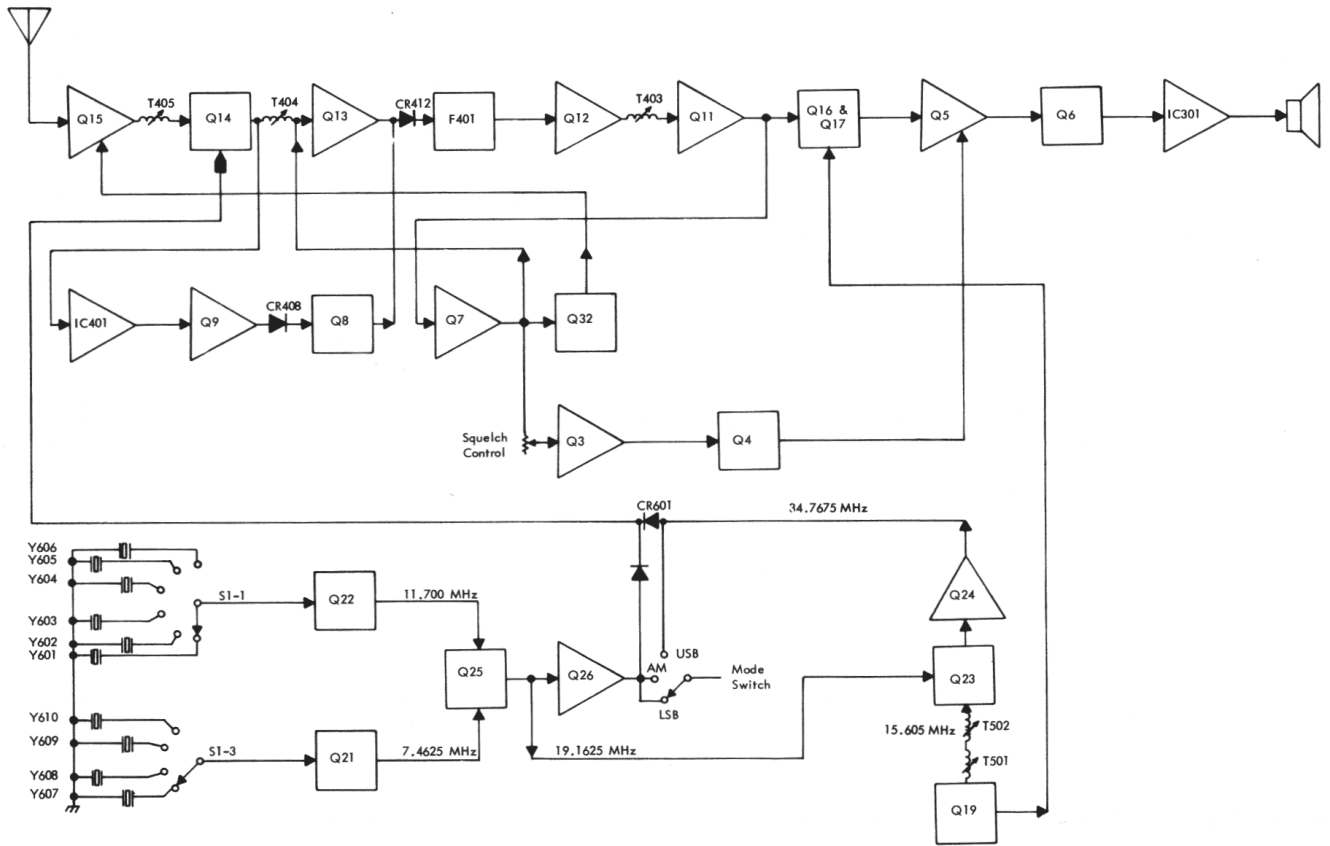 Q15
T405
Q14
T404
Q13
CR412
F401
Q12
T403
Q11
Q16 &
Q17
Q5
Q6
IC301
IC401
Q9
CR408
Q8
Q7
Q32
Squelch
Control
Q3
Q4
CR601
34.7675 MHz
Y606
Y605
Y604
Y603
Y602
Y601
S1-1
Q22
11.700 MHz
Q25
Q26
AM
USB
LSB
Mode
Switch
Q24
Q23
15.605 MHz
T502
T501
Q19
Y610
Y609
Y608
Y607
S1-3
Q21
7.4625 MHz
19.1625 MHz